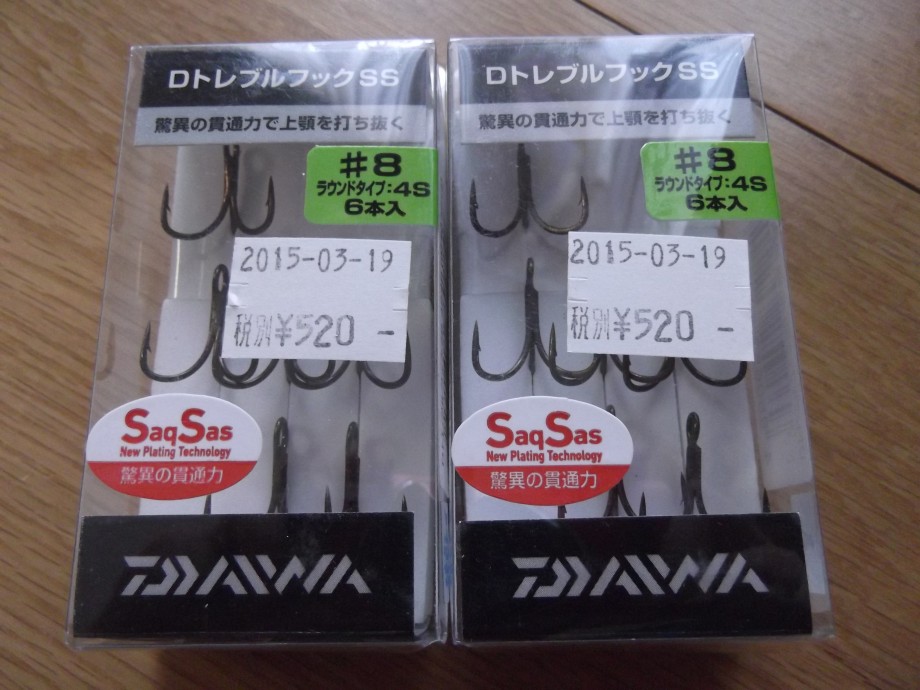 DトレブルフックSS
驚異の貫通力で上顎を打ち抜く
#8
ラウンドタイプ:4S
6本入
2015-03-19
税別¥520-
SaqSas
New Plating Technology
驚異の貫通力
DAIWA
DトレブルフックSS
驚異の貫通力で上顎を打ち抜く
#8
ラウンドタイプ:4S
6本入
2015-03-19
税別¥520-
SaqSas
New Plating Technology
驚異の貫通力
DAIWA